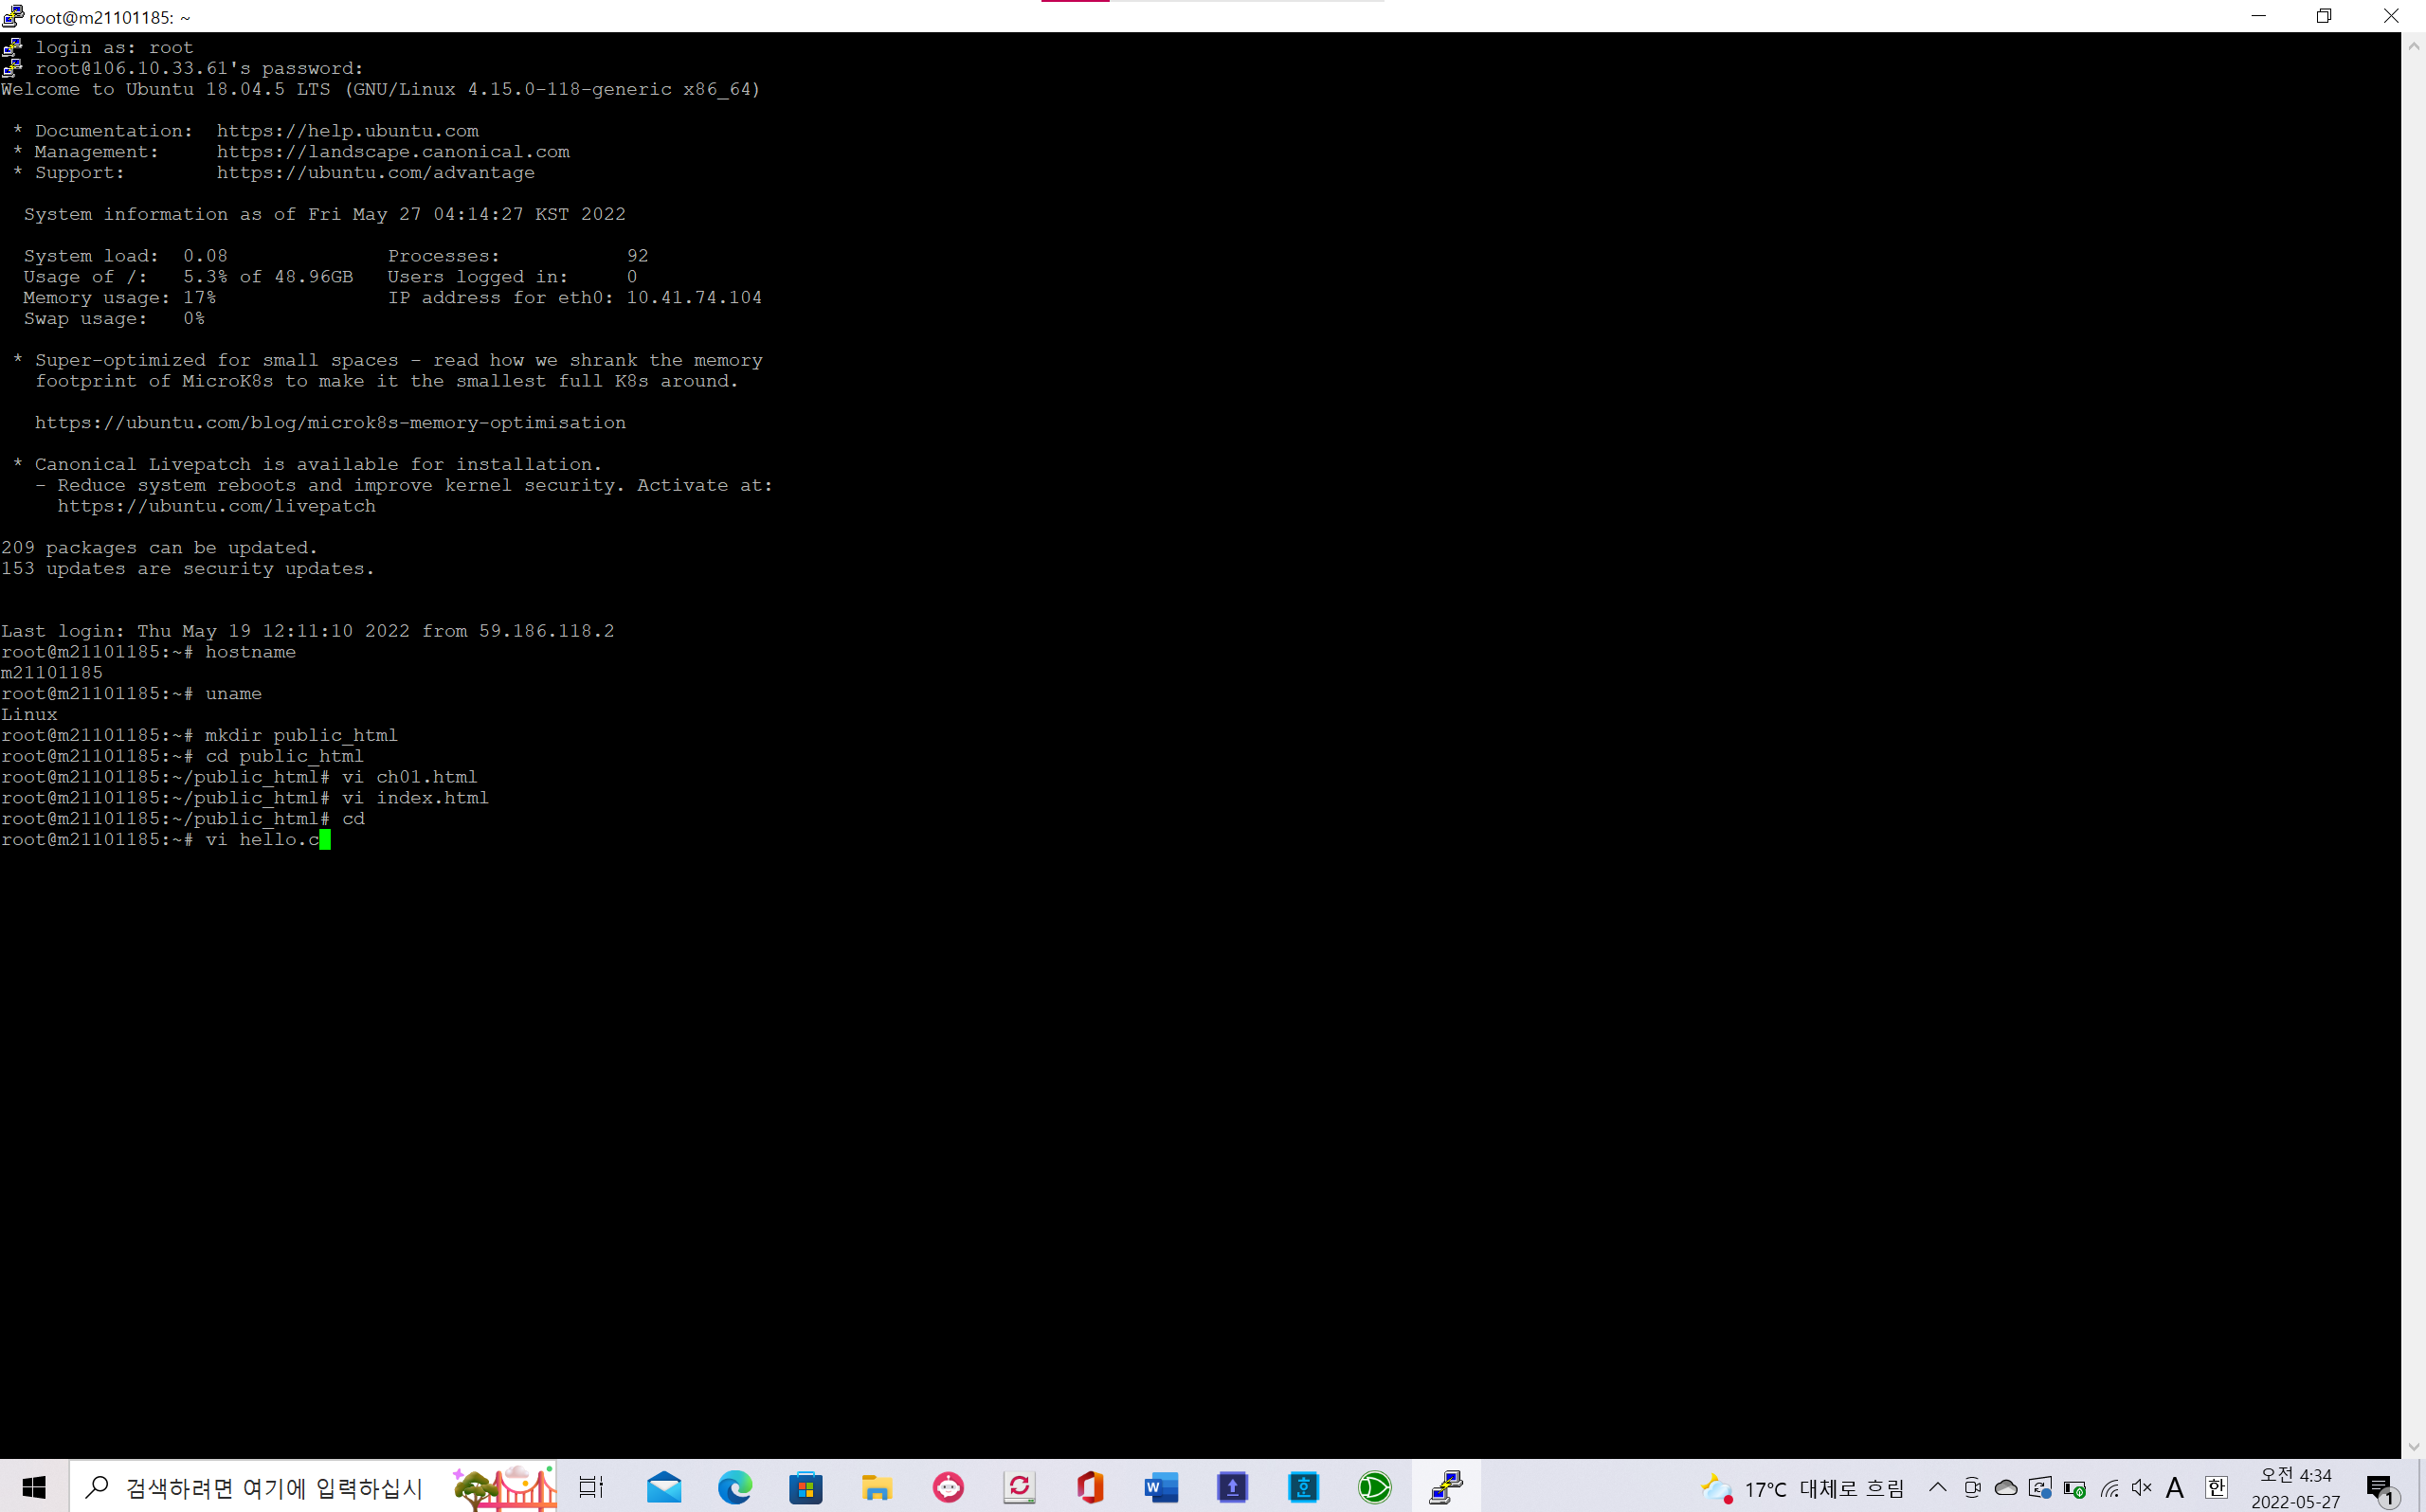 root@m21101185: ~
login as: root
root@106.10.33.61's password:
Welcome to Ubuntu 18.04.5 LTS (GNU/Linux 4.15.0-118-generic x86_64)
* Documentation:  https://help.ubuntu.com
* Management:     https://landscape.canonical.com
* Support:        https://ubuntu.com/advantage
System information as of Fri May 27 04:14:27 KST 2022
System load:  0.08              Processes:           92
Usage of /:   5.3% of 48.96GB   Users logged in:     0
Memory usage: 17%               IP address for eth0: 10.41.74.104
Swap usage:   0%
* Super-optimized for small spaces - read how we shrank the memory
footprint of MicroK8s to make it the smallest full K8s around.
https://ubuntu.com/blog/microk8s-memory-optimisation
* Canonical Livepatch is available for installation.
- Reduce system reboots and improve kernel security. Activate at:
https://ubuntu.com/livepatch
209 packages can be updated.
153 updates are security updates.
Last login: Thu May 19 12:11:10 2022 from 59.186.118.2
root@m21101185:~# hostname
m21101185
root@m21101185:~# uname
Linux
root@m21101185:~# mkdir public_html
root@m21101185:~# cd public_html
root@m21101185:~/public_html# vi ch01.html
root@m21101185:~/public_html# vi index.html
root@m21101185:~/public_html# cd
root@m21101185:~# vi hello.c
검색하려면 여기에 입력하십시
17°C 대체로 흐림
A 한
오전 4:34
2022-05-27
1